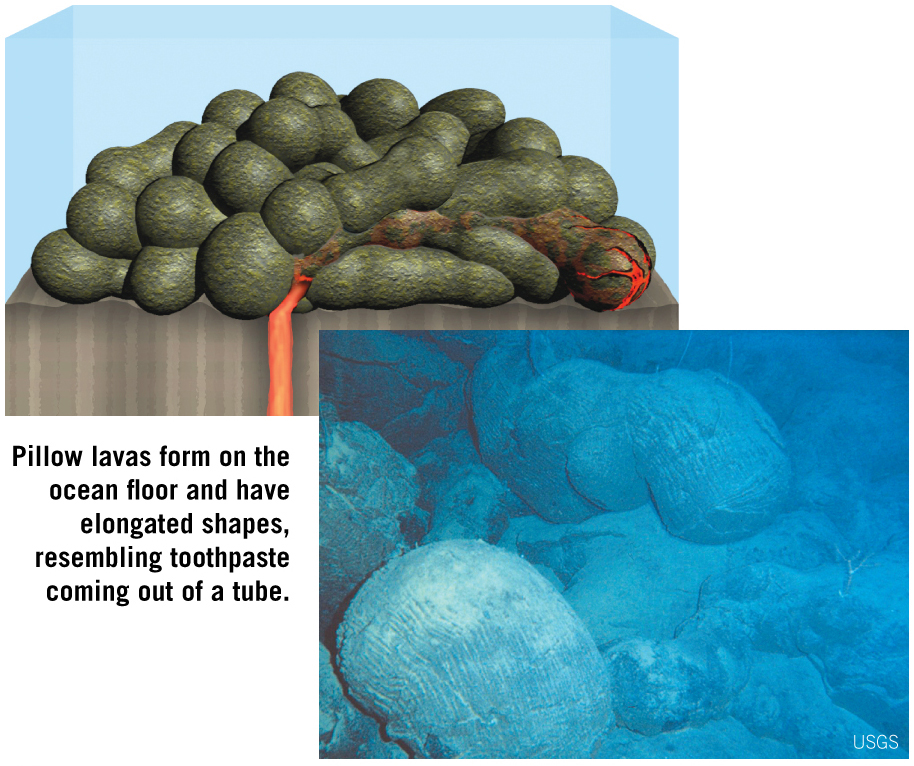 Pillow lavas form on the
ocean floor and have
elongated shapes,
resembling toothpaste
coming out of a tube.
USGS